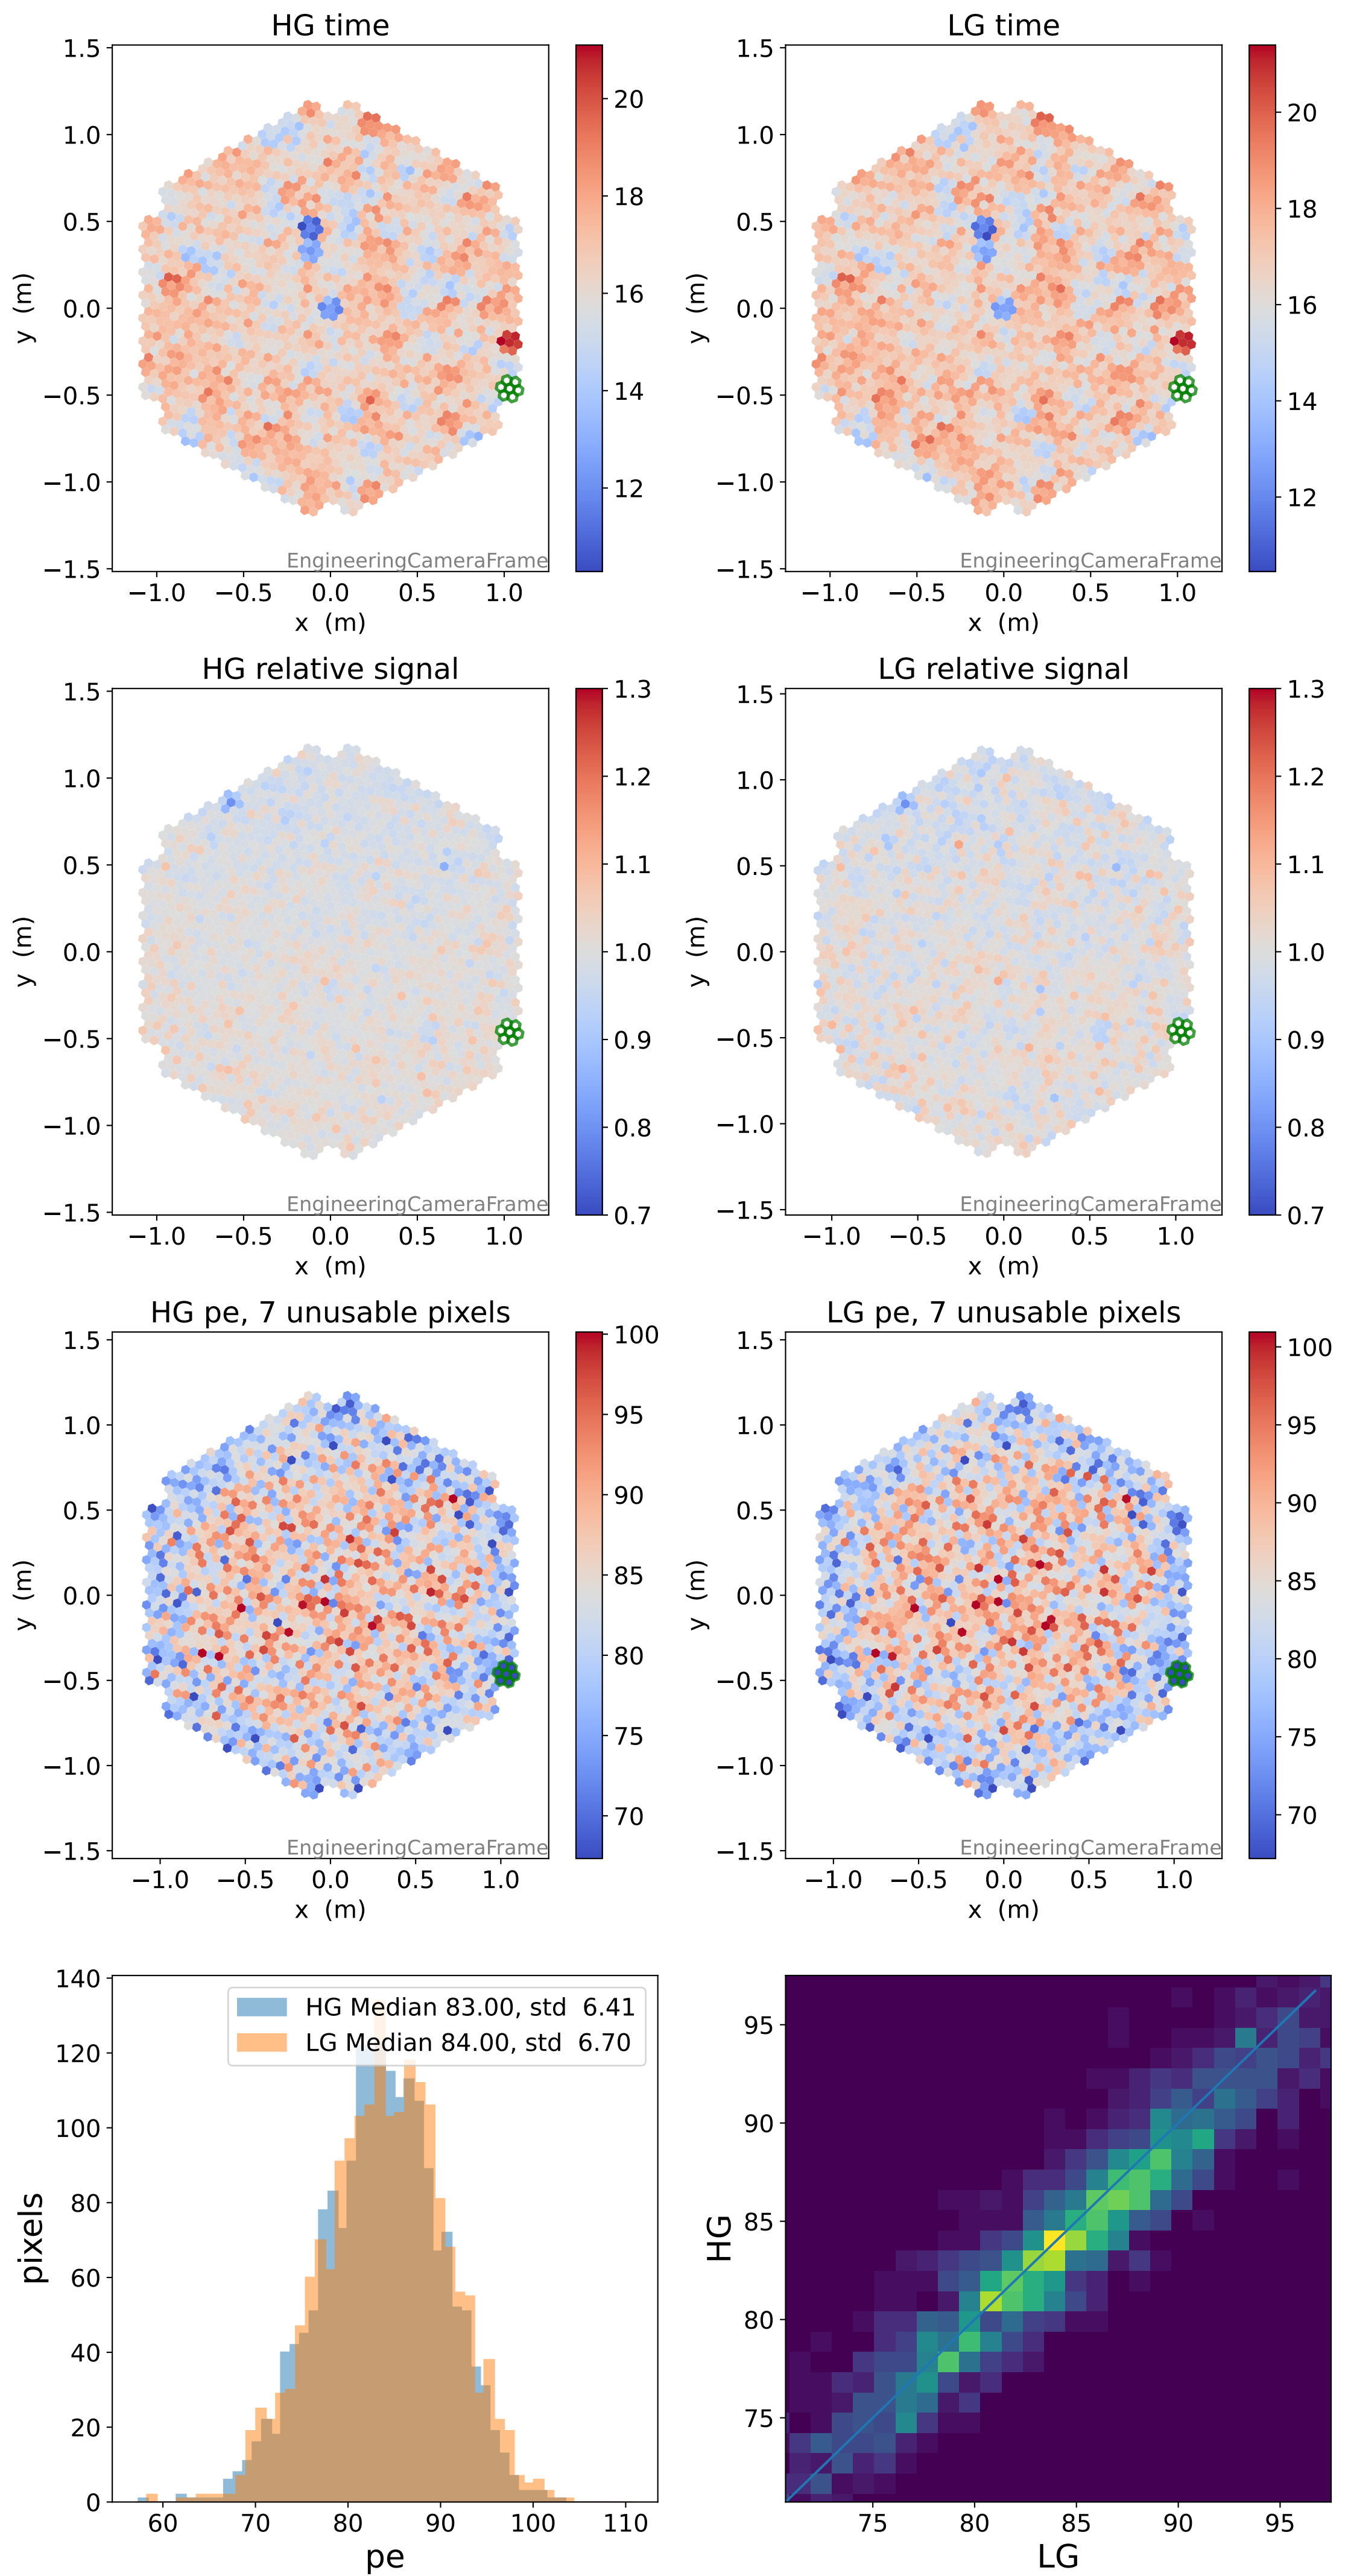 HG time
LG time
1.5
1.0
0.5
0.0
−0.5
−1.0
−1.5
y (m)
−1.0 −0.5 0.0 0.5 1.0
x (m)
EngineeringCameraFrame
20
18
16
14
12
1.5
1.0
0.5
0.0
−0.5
−1.0
−1.5
y (m)
−1.0 −0.5 0.0 0.5 1.0
x (m)
EngineeringCameraFrame
20
18
16
14
12
HG relative signal
LG relative signal
1.5
1.0
0.5
0.0
−0.5
−1.0
−1.5
y (m)
−1.0 −0.5 0.0 0.5 1.0
x (m)
EngineeringCameraFrame
1.3
1.2
1.1
1.0
0.9
0.8
0.7
1.5
1.0
0.5
0.0
−0.5
−1.0
−1.5
y (m)
−1.0 −0.5 0.0 0.5 1.0
x (m)
EngineeringCameraFrame
1.3
1.2
1.1
1.0
0.9
0.8
0.7
HG pe, 7 unusable pixels
LG pe, 7 unusable pixels
1.5
1.0
0.5
0.0
−0.5
−1.0
−1.5
y (m)
−1.0 −0.5 0.0 0.5 1.0
x (m)
EngineeringCameraFrame
100
95
90
85
80
75
70
1.5
1.0
0.5
0.0
−0.5
−1.0
−1.5
y (m)
−1.0 −0.5 0.0 0.5 1.0
x (m)
EngineeringCameraFrame
100
95
90
85
80
75
70
HG Median 83.00, std 6.41
LG Median 84.00, std 6.70
140
120
100
80
60
40
20
0
pixels
60 70 80 90 100 110
pe
95
90
85
80
75
HG
75 80 85 90 95
LG